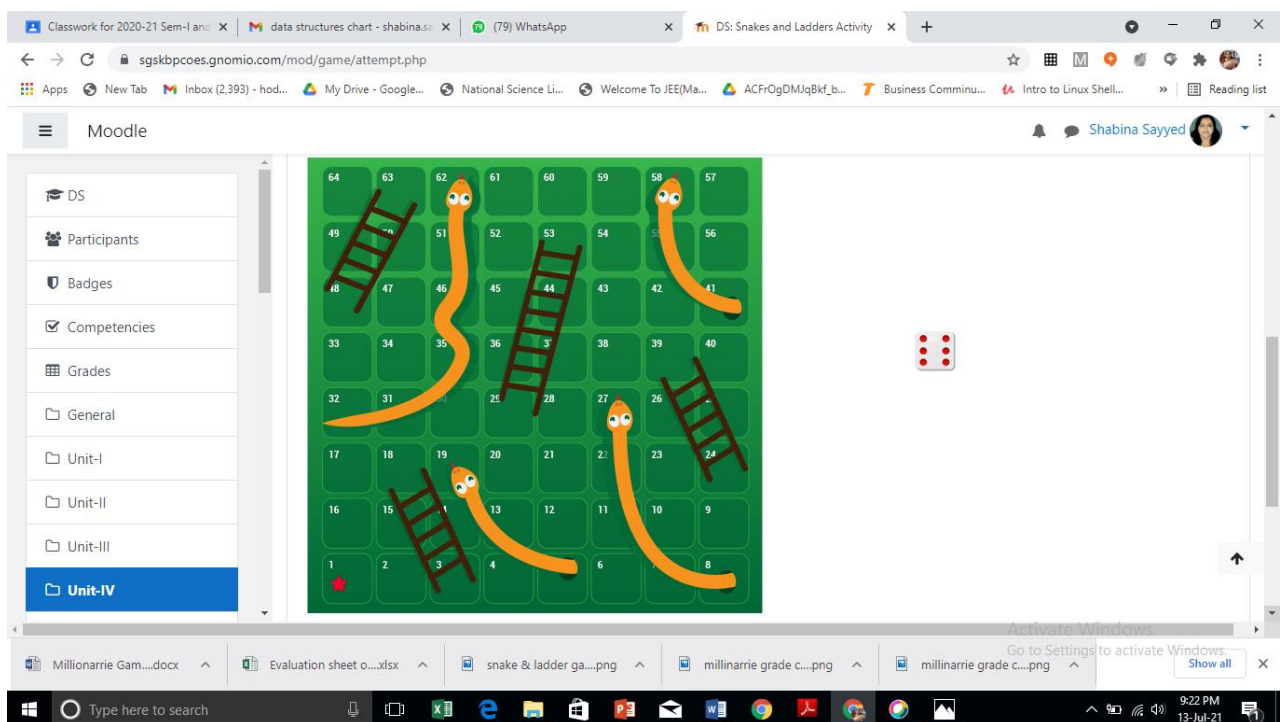 Classwork for 2020-21 Sem-I and
data structures chart - shabina.sa
(79) WhatsApp
DS: Snakes and Ladders Activity
sgskbpcoes.gnomio.com/mod/game/attempt.php
Apps New Tab Inbox (2,393) - hod... My Drive - Google... National Science Li... Welcome To JEE(Ma... ACFrOgDMJqBkf_b... Business Comminu... Intro to Linux Shell... » Reading list
Moodle
Shabina Sayyed
DS
Participants
Badges
Competencies
Grades
General
Unit-I
Unit-II
Unit-III
Unit-IV
64 63 62 61 60 59 58 57
49 51 52 53 54 56
48 47 46 45 44 43 42 41
33 34 35 36 38 39 40
32 31 29 28 27 26
17 18 19 20 21 22 23 24
16 15 13 12 11 10 9
1 2 3 4 6 8
Activate Windows
Go to Settings to activate Windows.
Millionarrie Gam....docx
Evaluation sheet o....xlsx
snake & ladder ga....png
millinarrie grade c....png
millinarrie grade c....png
Show all
Type here to search
9:22 PM
13-Jul-21